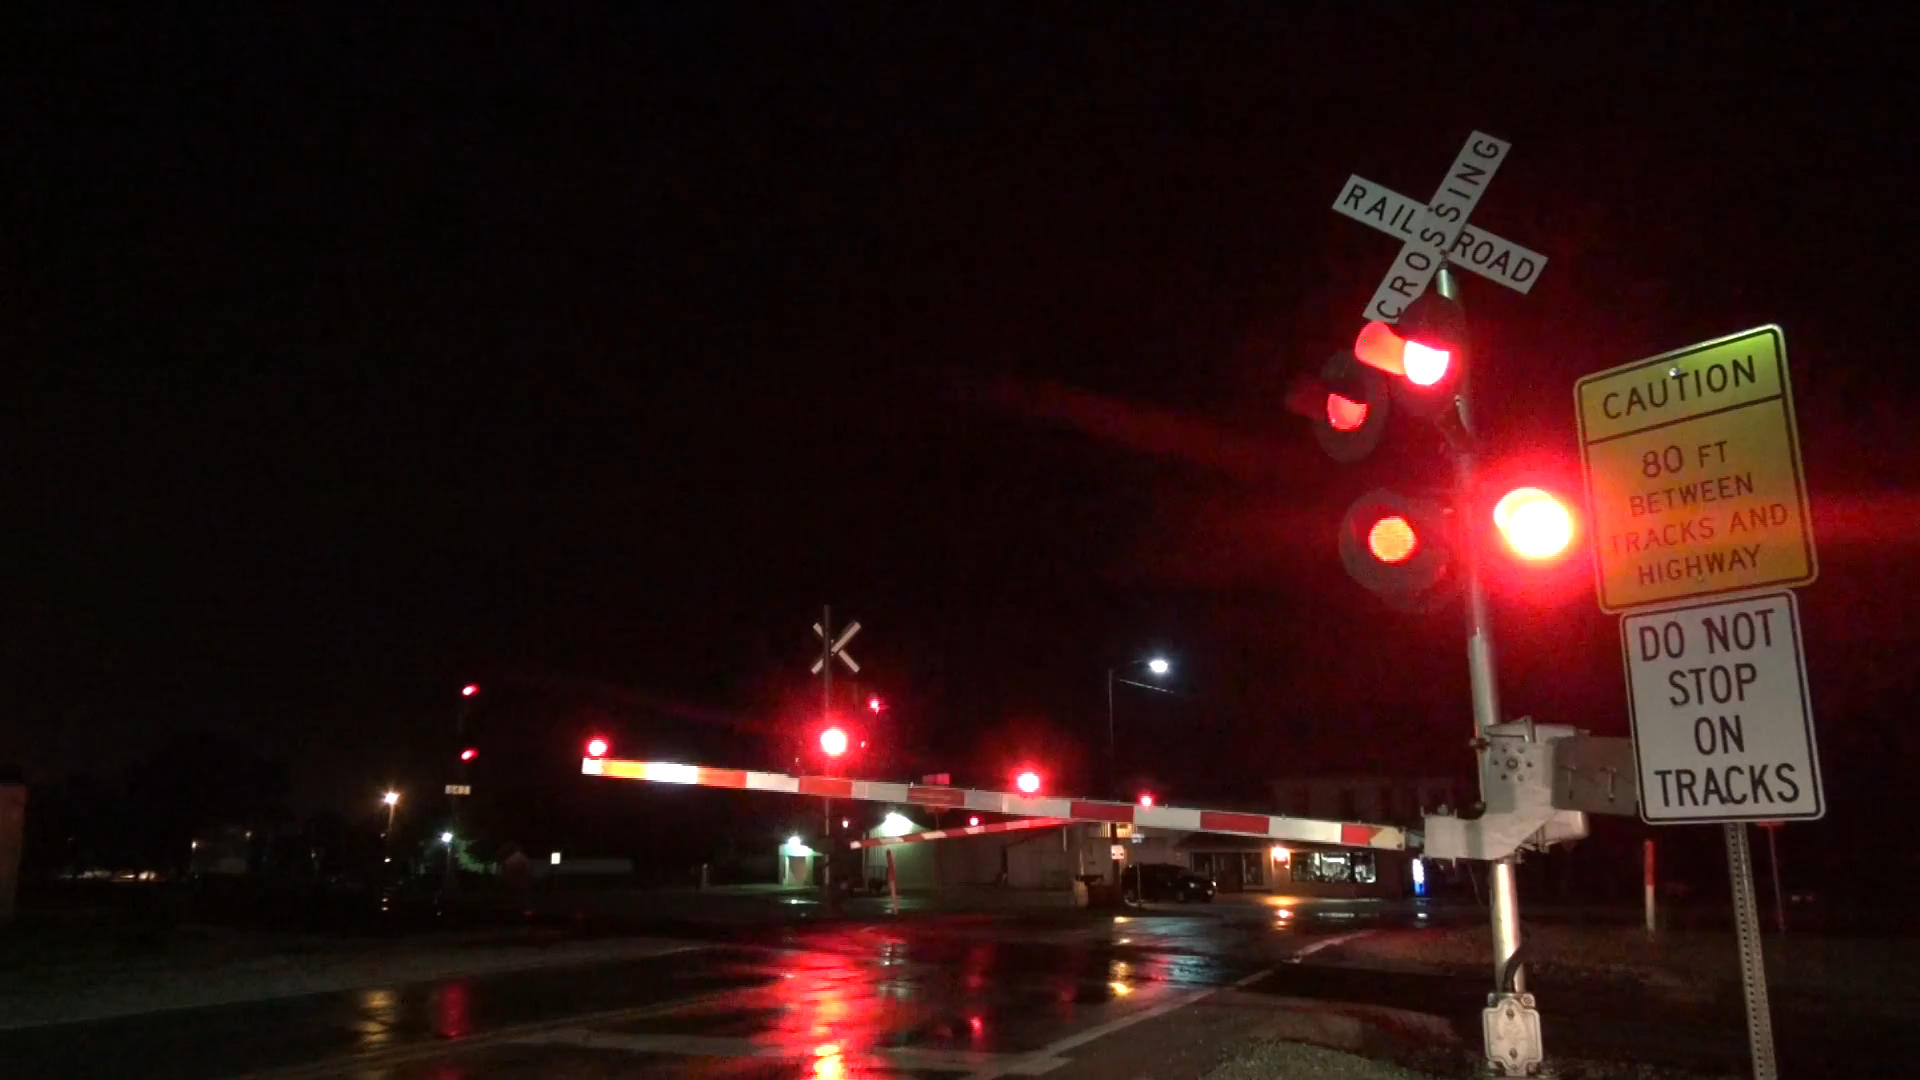 RAILROAD
CROSSING
CAUTION
80 FT
BETWEEN
TRACKS AND
HIGHWAY
DO NOT
STOP
ON
TRACKS